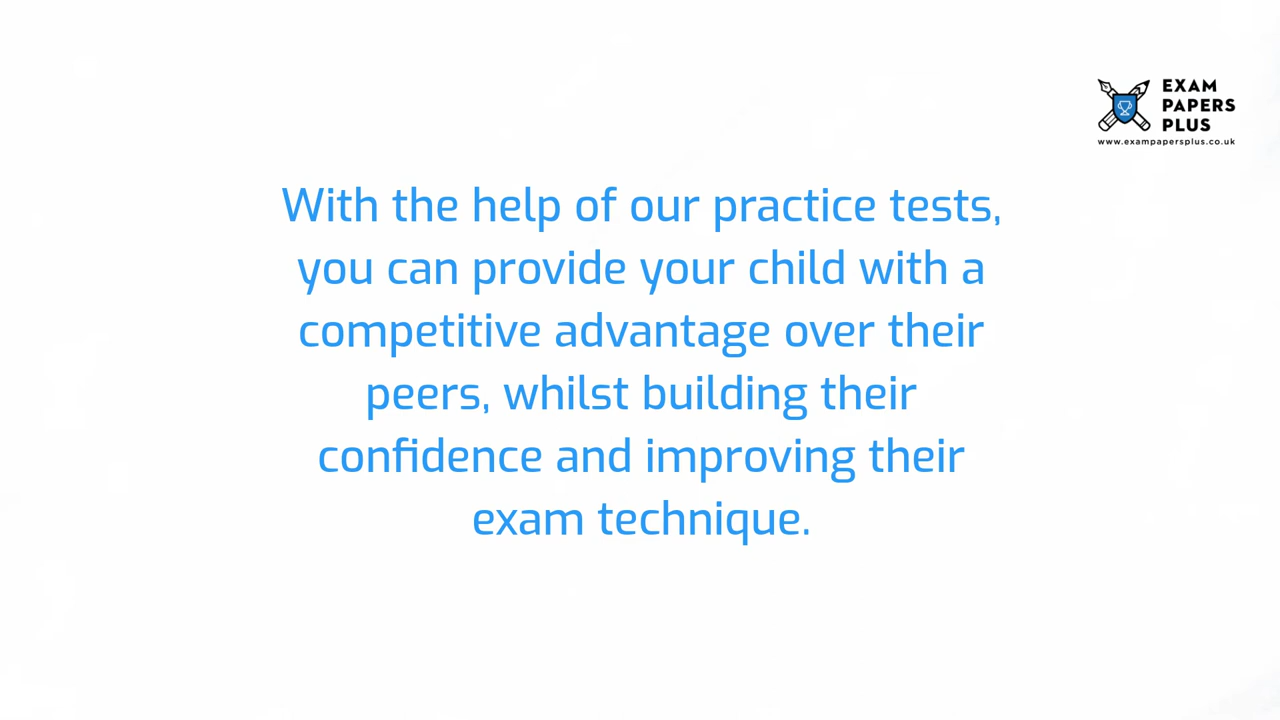 EXAM
PAPERS
PLUS
www.exampapersplus.co.uk
With the help of our practice tests,
you can provide your child with a
competitive advantage over their
peers, whilst building their
confidence and improving their
exam technique.